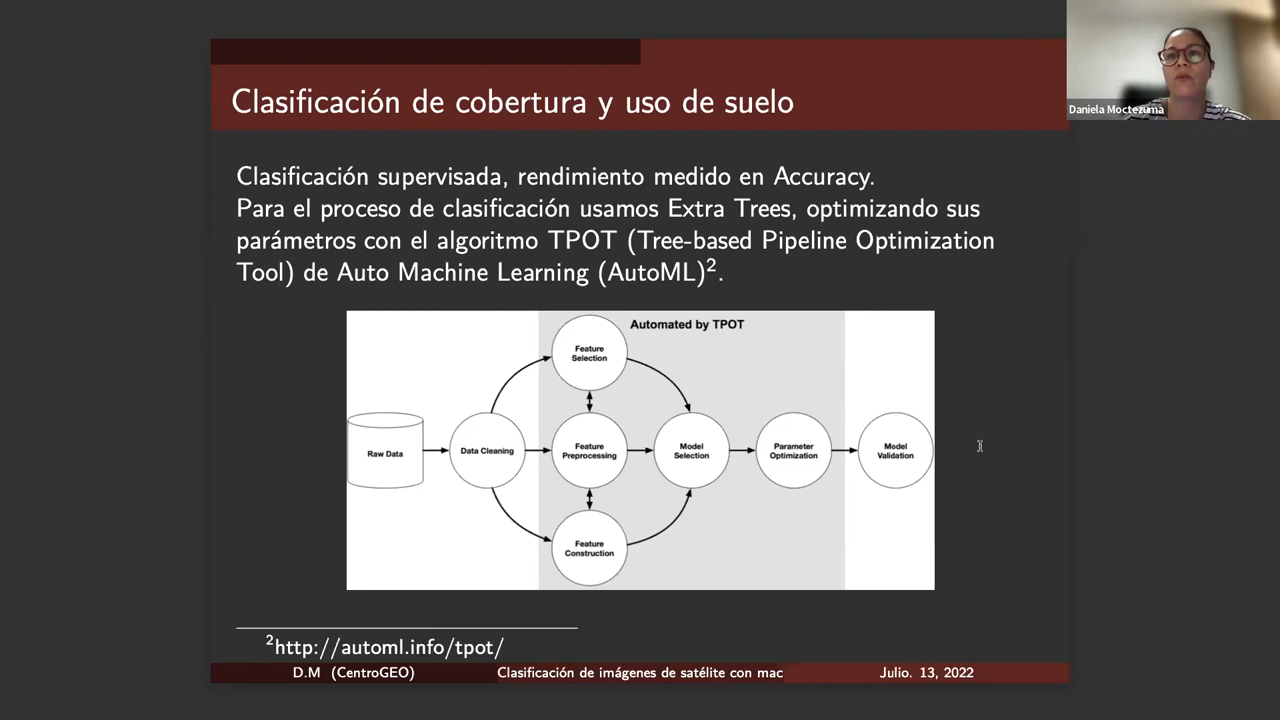 Clasificación de cobertura y uso de suelo
Daniela Moctezuma
Clasificación supervisada, rendimiento medido en Accuracy.
Para el proceso de clasificación usamos Extra Trees, optimizando sus
parámetros con el algoritmo TPOT (Tree-based Pipeline Optimization
Tool) de Auto Machine Learning (AutoML)².
Automated by TPOT
Feature
Selection
Raw Data
Data Cleaning
Feature
Preprocessing
Model
Selection
Parameter
Optimization
Model
Validation
Feature
Construction
²http://automl.info/tpot/
D.M (CentroGEO)
Clasificación de imágenes de satélite con mac
Julio. 13, 2022